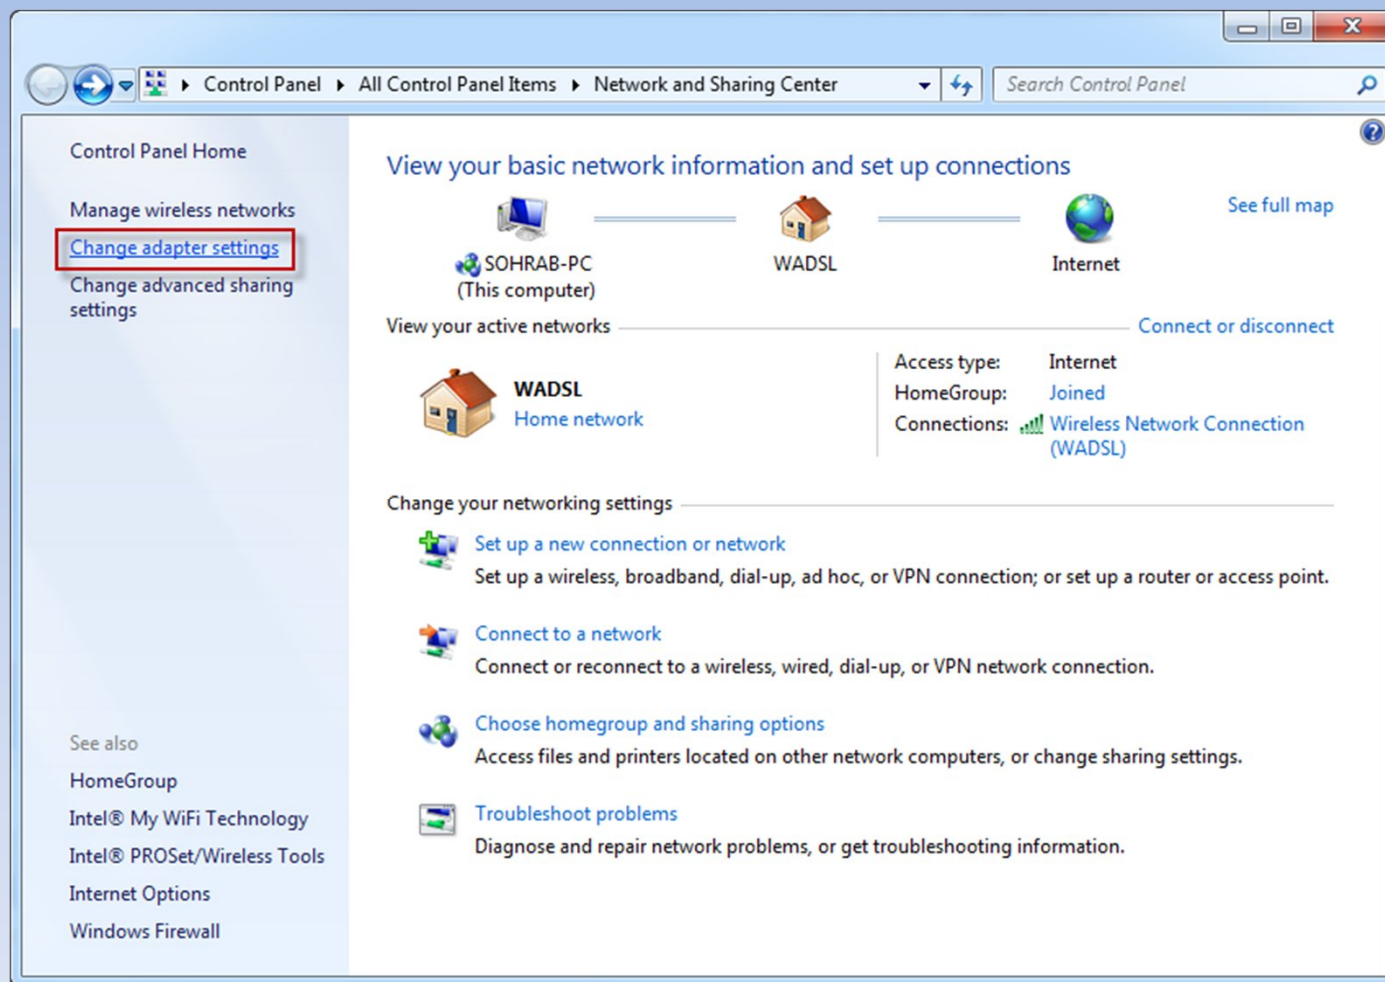 Control Panel ▸ All Control Panel Items ▸ Network and Sharing Center
Search Control Panel
Control Panel Home
Manage wireless networks
Change adapter settings
Change advanced sharing
settings
See also
HomeGroup
Intel® My WiFi Technology
Intel® PROSet/Wireless Tools
Internet Options
Windows Firewall
View your basic network information and set up connections
See full map
SOHRAB-PC
(This computer)
WADSL
Internet
View your active networks
Connect or disconnect
WADSL
Home network
Access type: Internet
HomeGroup: Joined
Connections: Wireless Network Connection
(WADSL)
Change your networking settings
Set up a new connection or network
Set up a wireless, broadband, dial-up, ad hoc, or VPN connection; or set up a router or access point.
Connect to a network
Connect or reconnect to a wireless, wired, dial-up, or VPN network connection.
Choose homegroup and sharing options
Access files and printers located on other network computers, or change sharing settings.
Troubleshoot problems
Diagnose and repair network problems, or get troubleshooting information.